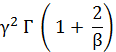 γ² Γ ( 1 + 2/β )